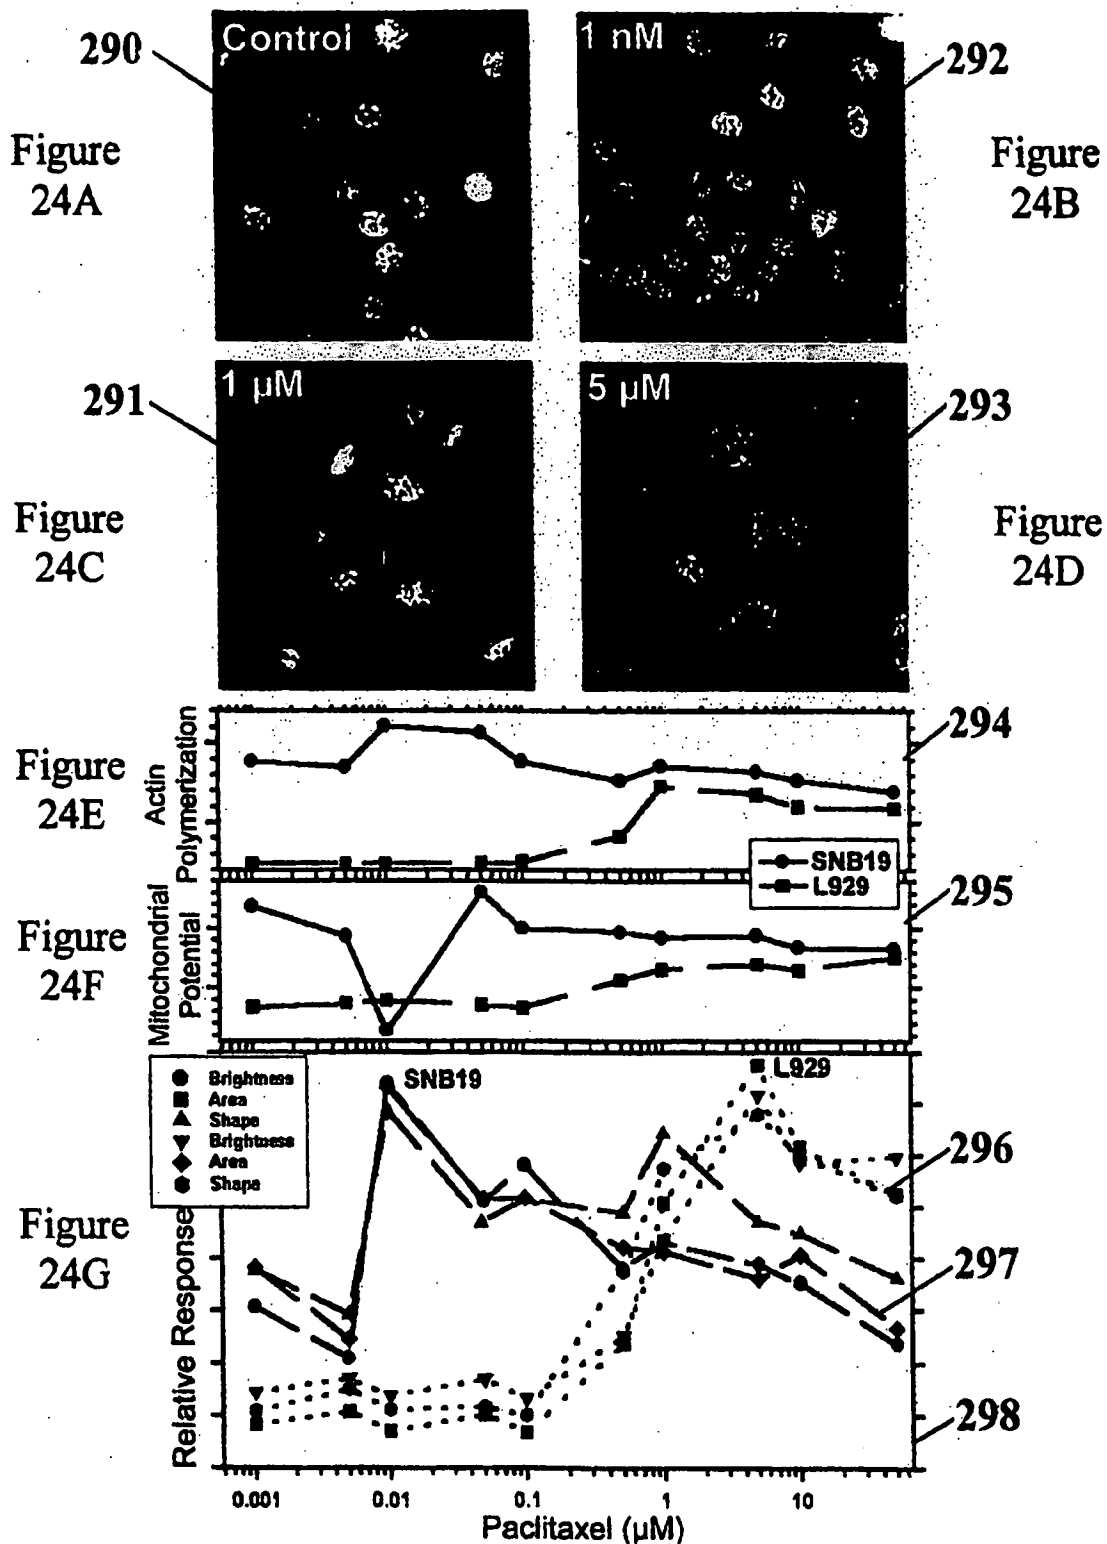 290
Control
1 nM
292
Figure
24A
Figure
24B
291
1 µM
5 µM
293
Figure
24C
Figure
24D
Figure
24E
Actin
Polymerization
294
SNB19
L929
Figure
24F
Mitochondrial
Potential
295
Brightness
Area
Shape
Brightness
Area
Shape
SNB19
L929
296
Figure
24G
Relative Response
297
298
0.001
0.01
0.1
1
10
Paclitaxel (µM)